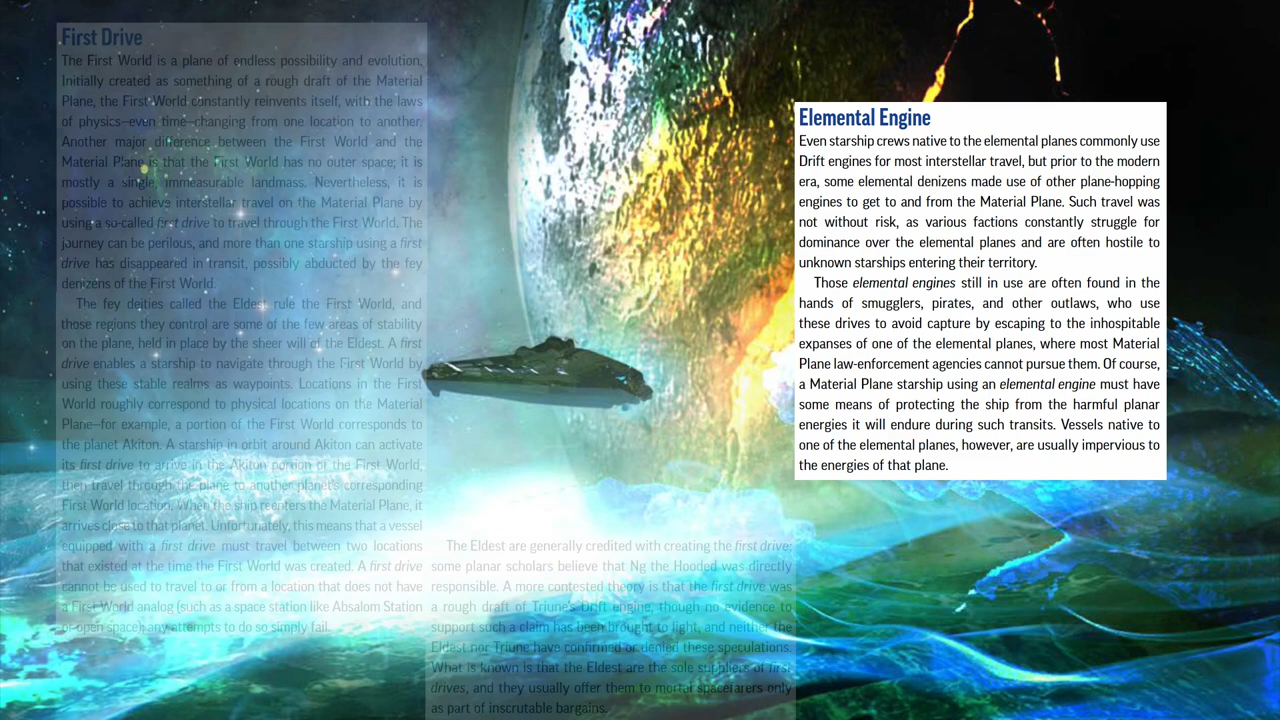 First Drive
The First World is a plane of endless possibility and evolution.
Initially created as something of a rough draft of the Material
Plane, the First World constantly reinvents itself, with the laws
of physics—even time—changing from one location to another.
Another major difference between the First World and the
Material Plane is that the First World has no outer space; it is
mostly a single, immeasurable landmass. Nevertheless, it is
possible to achieve interstellar travel on the Material Plane by
using a so-called first drive to travel through the First World. The
journey can be perilous, and more than one starship using a first
drive has disappeared in transit, possibly abducted by the fey
denizens of the First World.
The fey deities called the Eldest rule the First World, and
those regions they control are some of the few areas of stability
on the plane, held in place by the sheer will of the Eldest. A first
drive enables a starship to navigate through the First World by
using these stable realms as waypoints. Locations in the First
World roughly correspond to physical locations on the Material
Plane—for example, a portion of the First World corresponds to
the planet Akiton. A starship in orbit around Akiton can activate
its first drive to arrive in the Akiton portion of the First World,
then travel through the plane to another planet's corresponding
First World location. When the ship reenters the Material Plane, it
arrives close to that planet. Unfortunately, this means that a vessel
equipped with a first drive must travel between two locations
that existed at the time the First World was created. A first drive
cannot be used to travel to or from a location that does not have
a First World analog (such as a space station like Absalom Station
or open space); any attempts to do so simply fail.
The Eldest are generally credited with creating the first drive;
some planar scholars believe that Ng the Hooded was directly
responsible. A more contested theory is that the first drive was
a rough draft of Triune's Drift engine, though no evidence to
support such a claim has been brought to light, and neither the
Eldest nor Triune have confirmed or denied these speculations.
What is known is that the Eldest are the sole suppliers of first
drives, and they usually offer them to mortal spacefarers only
as part of inscrutable bargains.
Elemental Engine
Even starship crews native to the elemental planes commonly use
Drift engines for most interstellar travel, but prior to the modern
era, some elemental denizens made use of other plane-hopping
engines to get to and from the Material Plane. Such travel was
not without risk, as various factions constantly struggle for
dominance over the elemental planes and are often hostile to
unknown starships entering their territory.
Those elemental engines still in use are often found in the
hands of smugglers, pirates, and other outlaws, who use
these drives to avoid capture by escaping to the inhospitable
expanses of one of the elemental planes, where most Material
Plane law-enforcement agencies cannot pursue them. Of course,
a Material Plane starship using an elemental engine must have
some means of protecting the ship from the harmful planar
energies it will endure during such transits. Vessels native to
one of the elemental planes, however, are usually impervious to
the energies of that plane.